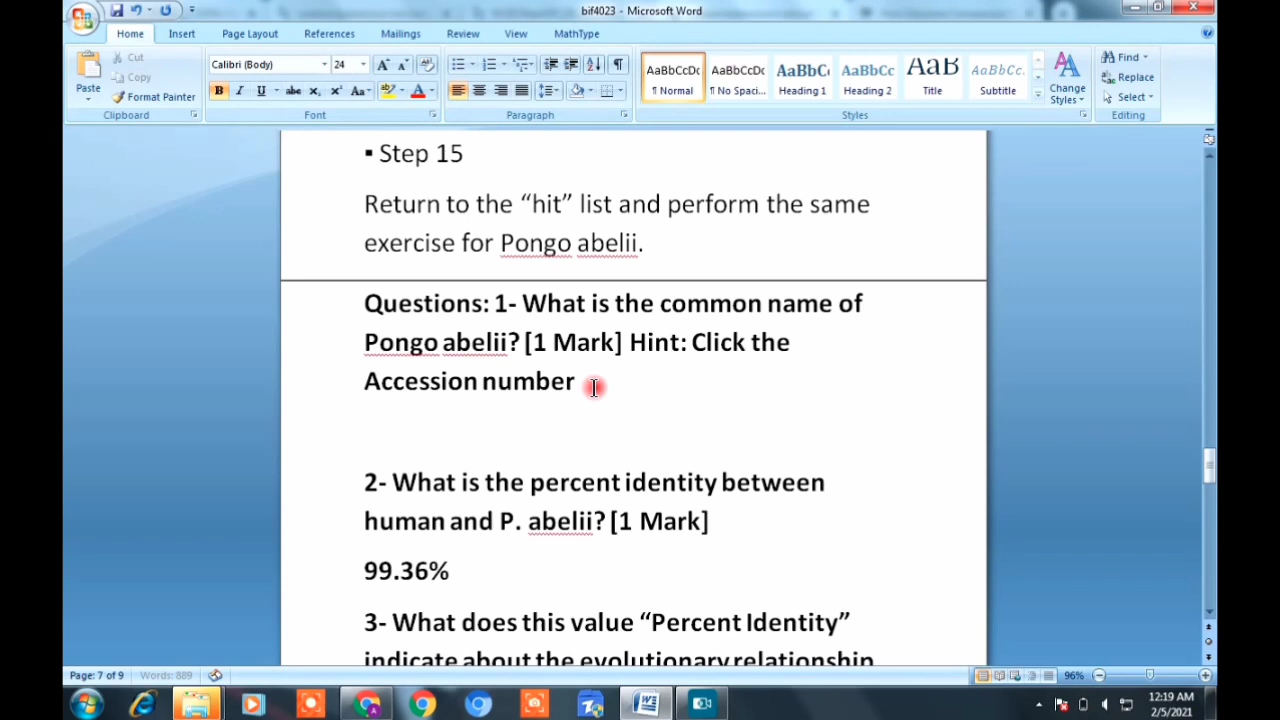 bif4023 - Microsoft Word
Home Insert Page Layout References Mailings Review View MathType
Paste
Cut
Copy
Format Painter
Clipboard
Calibri (Body) 24
Font
Paragraph
AaBbCcDc AaBbCcDc AaBbC AaBbCc AaB AaBbCc.
¶ Normal ¶ No Spaci... Heading 1 Heading 2 Title Subtitle
Change
Styles
Styles
Find
Replace
Select
Editing
▪ Step 15
Return to the “hit” list and perform the same
exercise for Pongo abelii.
Questions: 1- What is the common name of
Pongo abelii? [1 Mark] Hint: Click the
Accession number
2- What is the percent identity between
human and P. abelii? [1 Mark]
99.36%
3- What does this value “Percent Identity”
indicate about the evolutionary relationship
Page: 7 of 9 Words: 889 96%
12:19 AM
2/5/2021